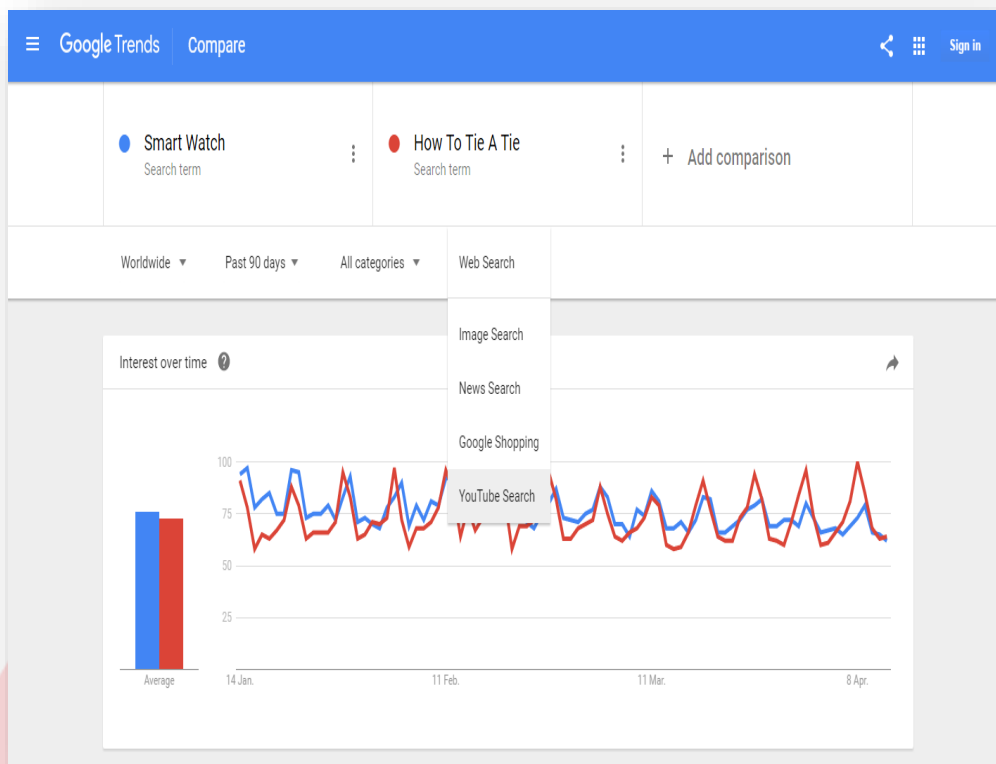 Google Trends Compare Sign in
Smart Watch
Search term
How To Tie A Tie
Search term
+ Add comparison
Worldwide Past 90 days All categories Web Search
Image Search
News Search
Google Shopping
YouTube Search
Interest over time ?
100
75
50
25
Average 14 Jan. 11 Feb. 11 Mar. 8 Apr.